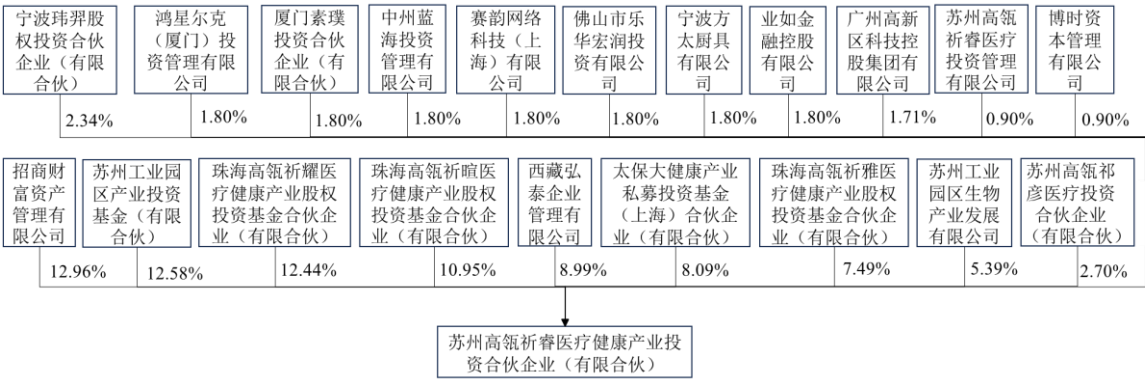 宁波玮羿股
权投资合伙
企业（有限
合伙）
鸿星尔克
（厦门）投
资管理有限
公司
厦门素璞
投资合伙
企业（有
限合伙）
中州蓝
海投资
管理有
限公司
赛韵网络
科技（上
海）有限
公司
佛山市乐
华宏润投
资有限公
司
宁波方
太厨具
有限公
司
业如金
融控股
有限公
司
广州高新
区科技控
股集团有
限公司
苏州高瓴
祈睿医疗
投资管理
有限公司
博时资
本管理
有限公
司
2.34%
1.80%
1.80%
1.80%
1.80%
1.80%
1.80%
1.80%
1.71%
0.90%
0.90%
招商财
富资产
管理有
限公司
苏州工业园
区产业投资
基金（有限
合伙）
珠海高瓴祈耀医
疗健康产业股权
投资基金合伙企
业（有限合伙）
珠海高瓴祈暄医
疗健康产业股权
投资基金合伙企
业（有限合伙）
西藏弘
泰企业
管理有
限公司
太保大健康产业
私募投资基金
（上海）合伙企
业（有限合伙）
珠海高瓴祈雅医
疗健康产业股权
投资基金合伙企
业（有限合伙）
苏州工业
园区生物
产业发展
有限公司
苏州高瓴祁
彦医疗投资
合伙企业
（有限合伙）
12.96%
12.58%
12.44%
10.95%
8.99%
8.09%
7.49%
5.39%
2.70%
苏州高瓴祈睿医疗健康产业投
资合伙企业（有限合伙）